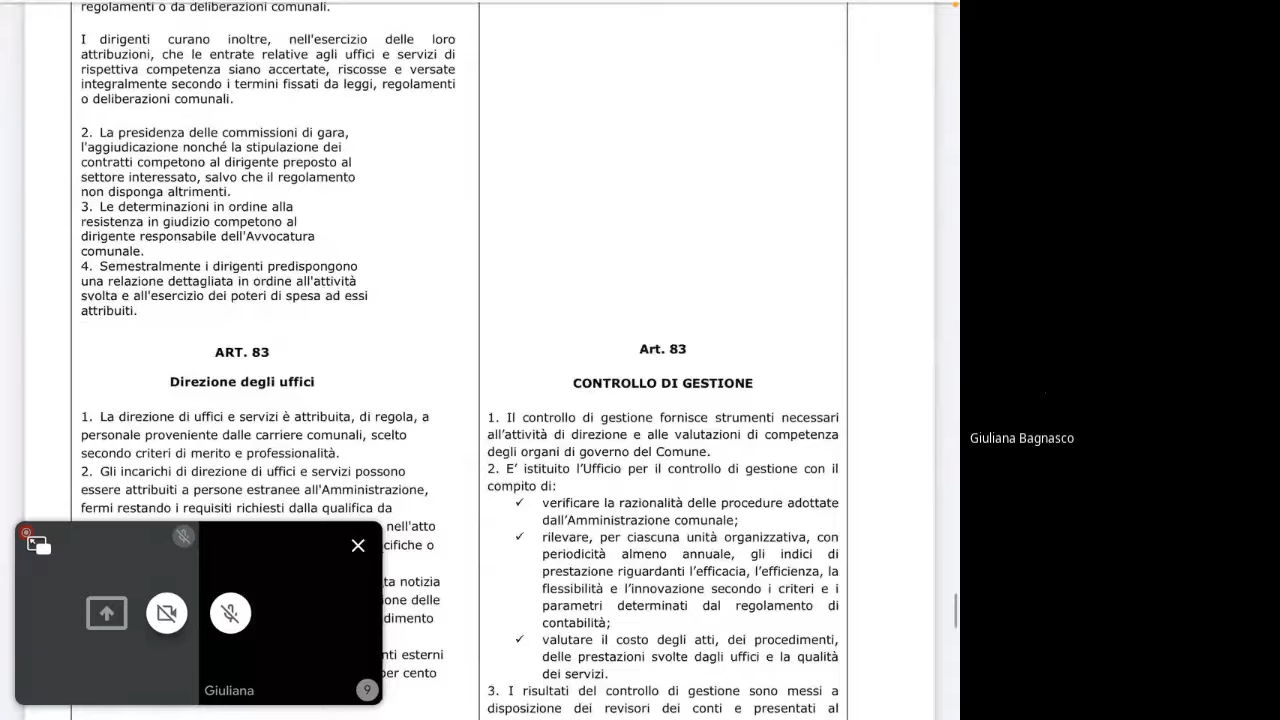 regolamenti o da deliberazioni comunali.
I dirigenti curano inoltre, nell'esercizio delle loro
attribuzioni, che le entrate relative agli uffici e servizi di
rispettiva competenza siano accertate, riscosse e versate
integralmente secondo i termini fissati da leggi, regolamenti
o deliberazioni comunali.
2. La presidenza delle commissioni di gara,
l'aggiudicazione nonché la stipulazione dei
contratti competono al dirigente preposto al
settore interessato, salvo che il regolamento
non disponga altrimenti.
3. Le determinazioni in ordine alla
resistenza in giudizio competono al
dirigente responsabile dell'Avvocatura
comunale.
4. Semestralmente i dirigenti predispongono
una relazione dettagliata in ordine all'attività
svolta e all'esercizio dei poteri di spesa ad essi
attribuiti.
ART. 83
Direzione degli uffici
1. La direzione di uffici e servizi è attribuita, di regola, a
personale proveniente dalle carriere comunali, scelto
secondo criteri di merito e professionalità.
2. Gli incarichi di direzione di uffici e servizi possono
essere attribuiti a persone estranee all'Amministrazione,
fermi restando i requisiti richiesti dalla qualifica da
nell'atto
cifiche o
ta notizia
one delle
dimento
nti esterni
per cento
Art. 83
CONTROLLO DI GESTIONE
1. Il controllo di gestione fornisce strumenti necessari
all'attività di direzione e alle valutazioni di competenza
degli organi di governo del Comune.
2. E' istituito l'Ufficio per il controllo di gestione con il
compito di:
✓ verificare la razionalità delle procedure adottate
dall'Amministrazione comunale;
✓ rilevare, per ciascuna unità organizzativa, con
periodicità almeno annuale, gli indici di
prestazione riguardanti l'efficacia, l'efficienza, la
flessibilità e l'innovazione secondo i criteri e i
parametri determinati dal regolamento di
contabilità;
✓ valutare il costo degli atti, dei procedimenti,
delle prestazioni svolte dagli uffici e la qualità
dei servizi.
3. I risultati del controllo di gestione sono messi a
disposizione dei revisori dei conti e presentati al
Giuliana
9
Giuliana Bagnasco